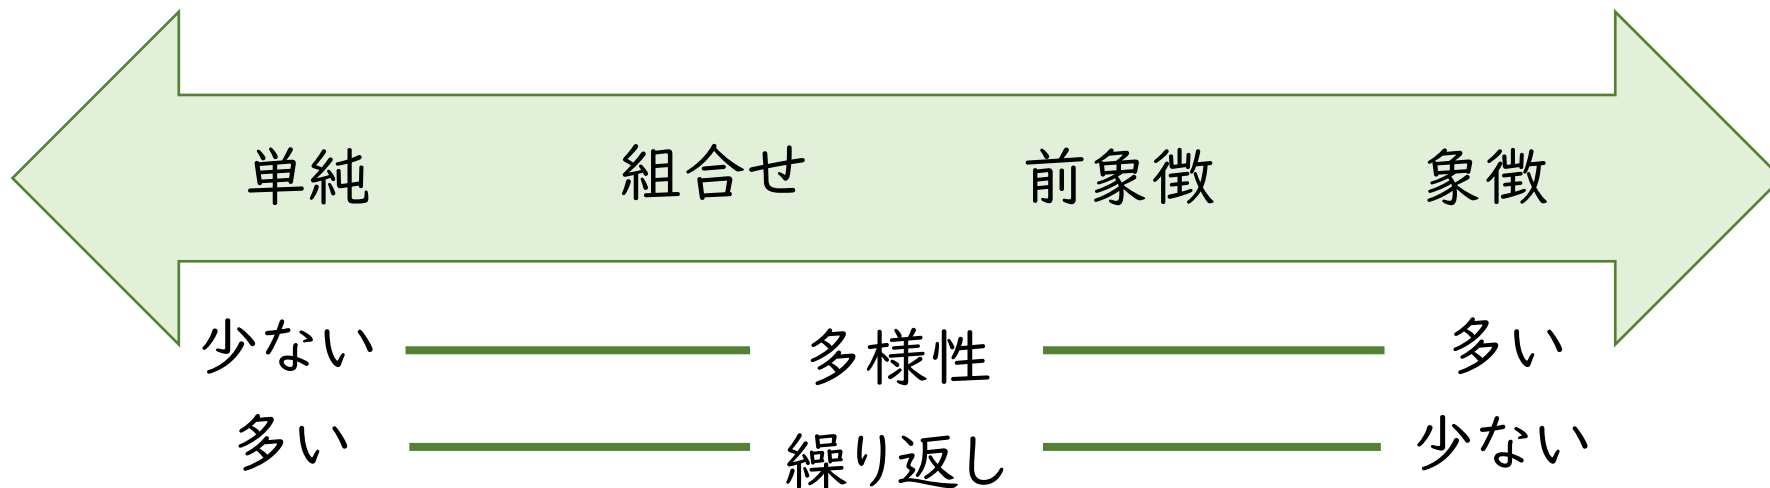 単純 組合せ 前象徴 象徴
少ない 多様性 多い
多い 繰り返し 少ない